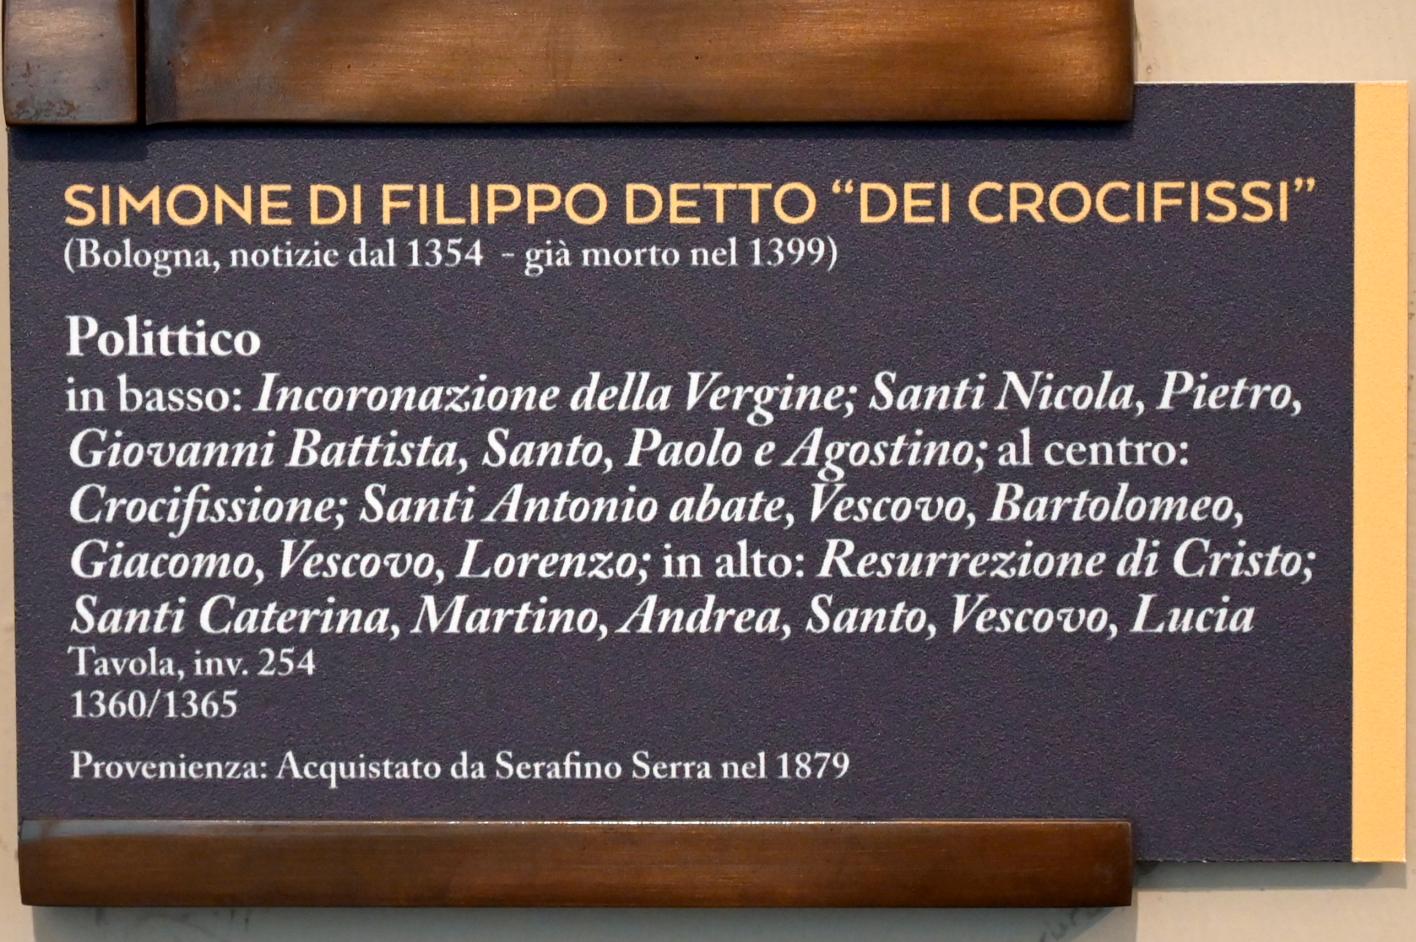 SIMONE DI FILIPPO DETTO “DEI CROCIFISSI”
(Bologna, notizie dal 1354 - già morto nel 1399)
Polittico
in basso: Incoronazione della Vergine; Santi Nicola, Pietro,
Giovanni Battista, Santo, Paolo e Agostino; al centro:
Crocifissione; Santi Antonio abate, Vescovo, Bartolomeo,
Giacomo, Vescovo, Lorenzo; in alto: Resurrezione di Cristo;
Santi Caterina, Martino, Andrea, Santo, Vescovo, Lucia
Tavola, inv. 254
1360/1365
Provenienza: Acquistato da Serafino Serra nel 1879